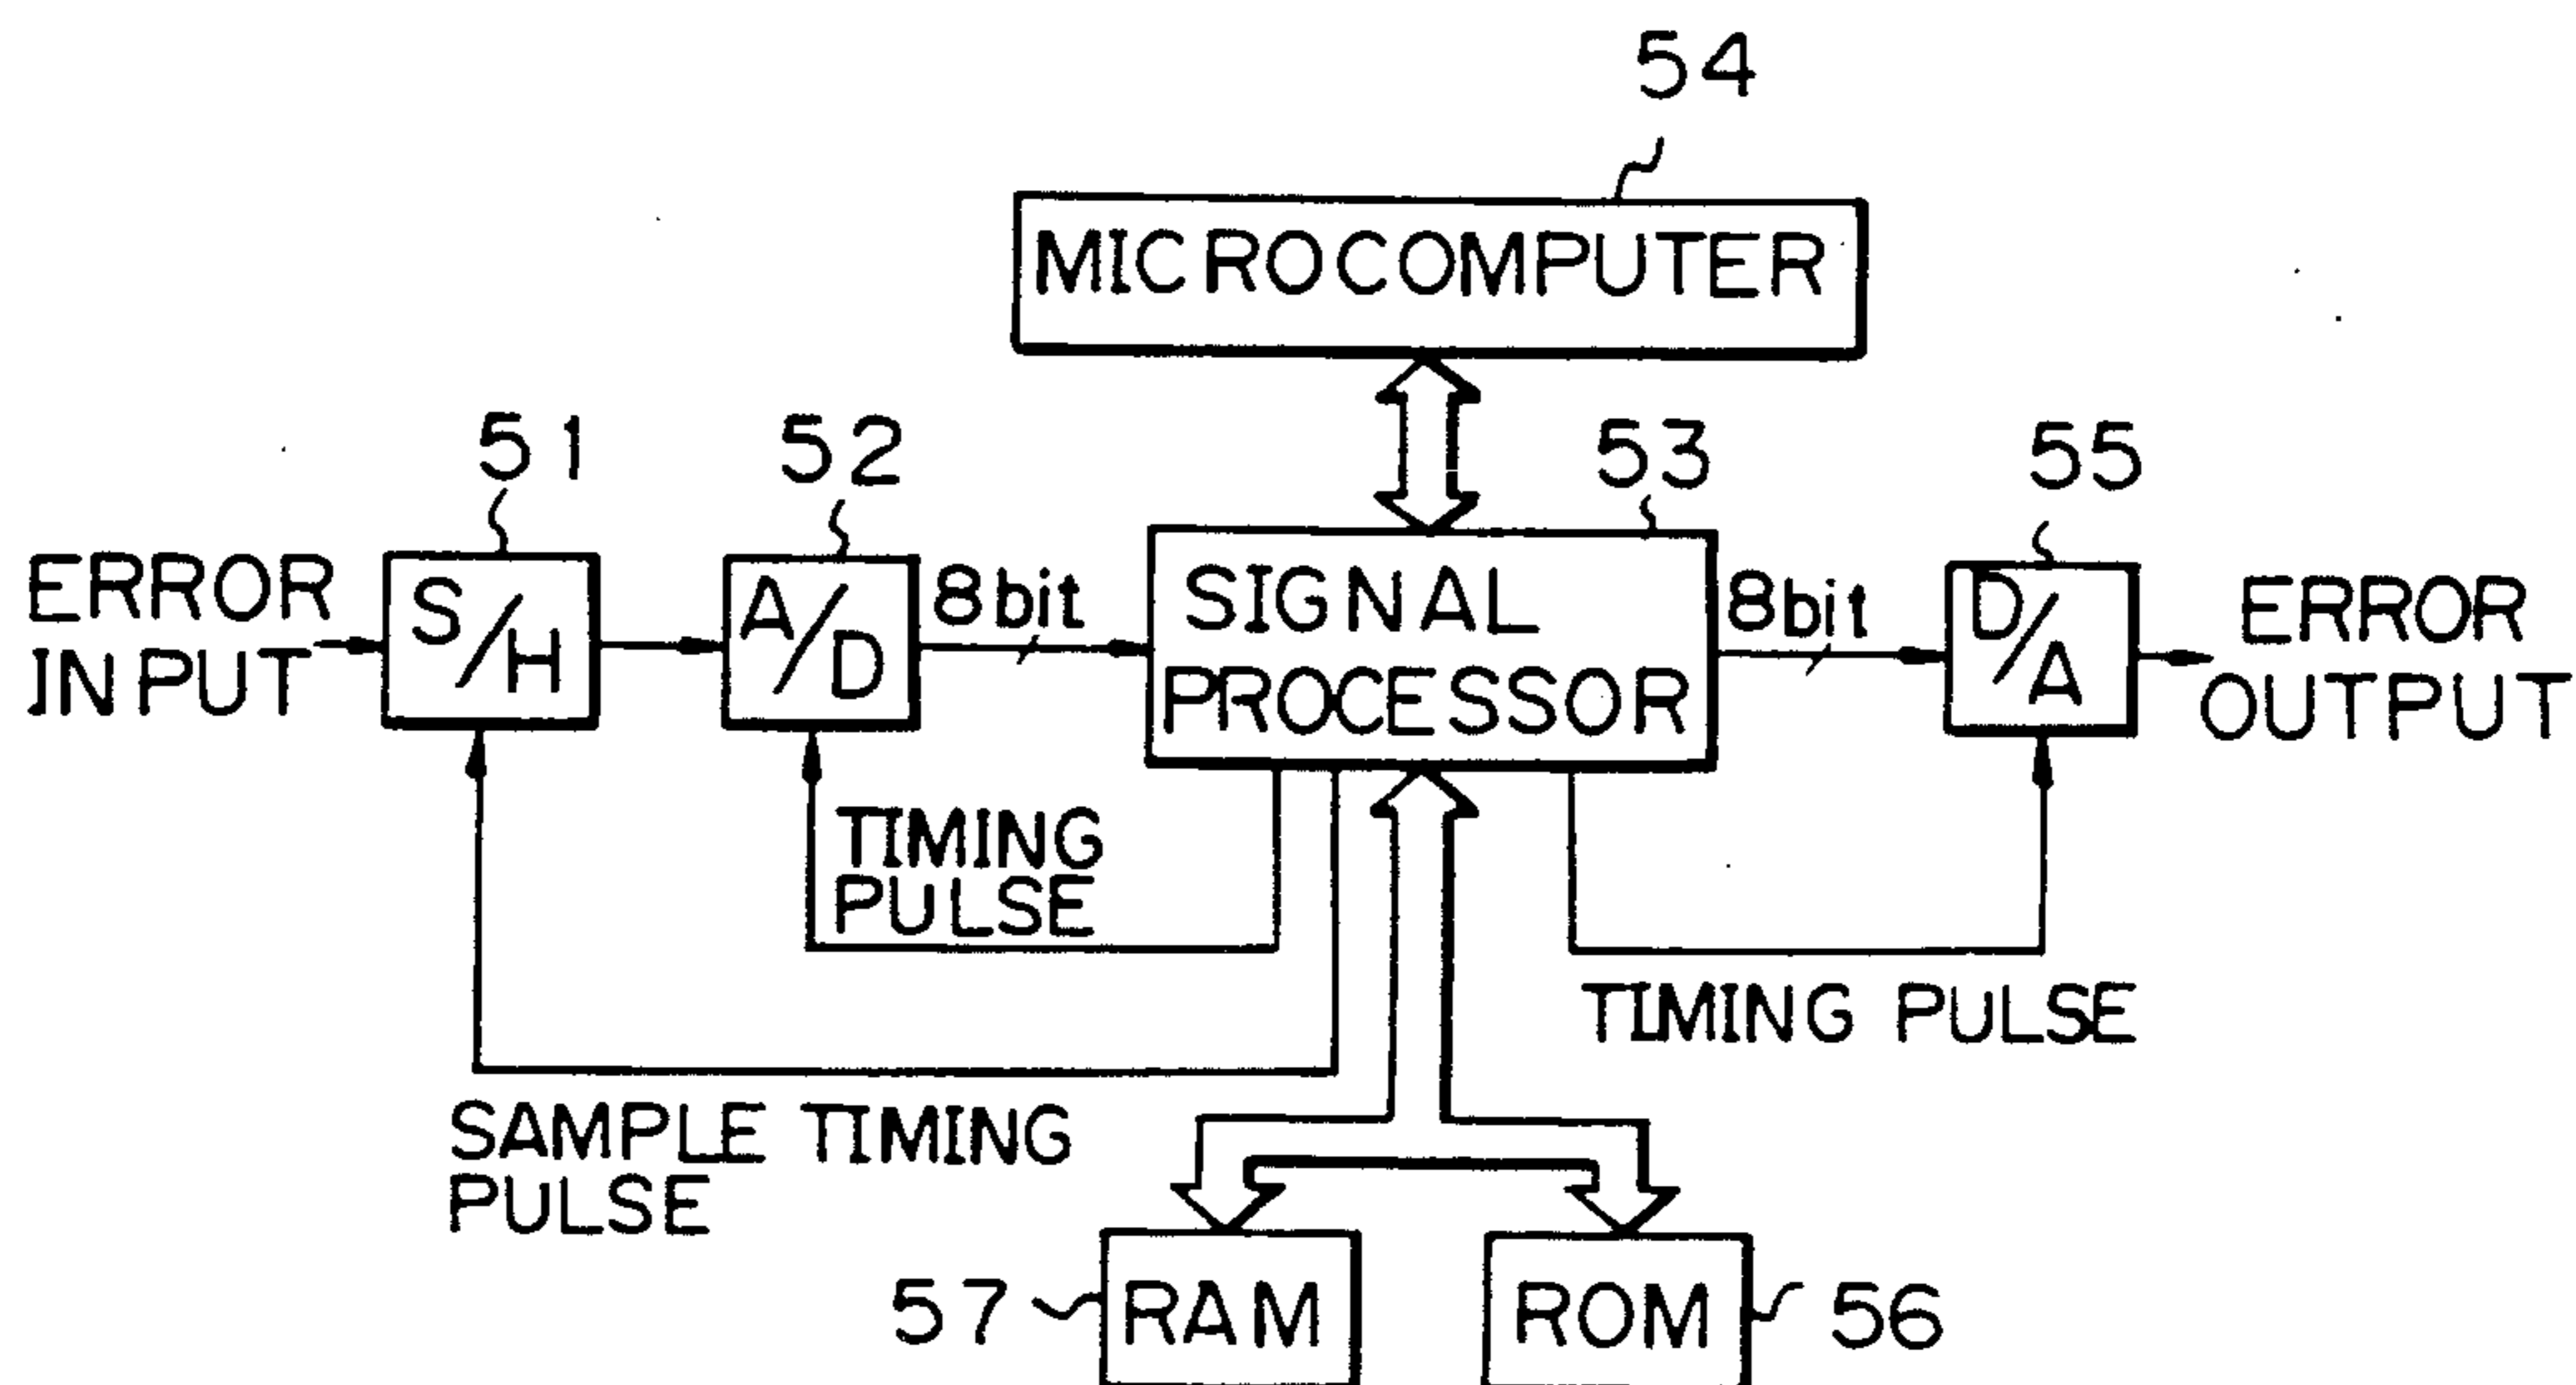 54
MICROCOMPUTER
51
52
53
55
ERROR
INPUT
S/H
A/D
8bit
SIGNAL
PROCESSOR
8bit
D/A
ERROR
OUTPUT
TIMING
PULSE
TIMING PULSE
SAMPLE TIMING
PULSE
57
RAM
ROM
56